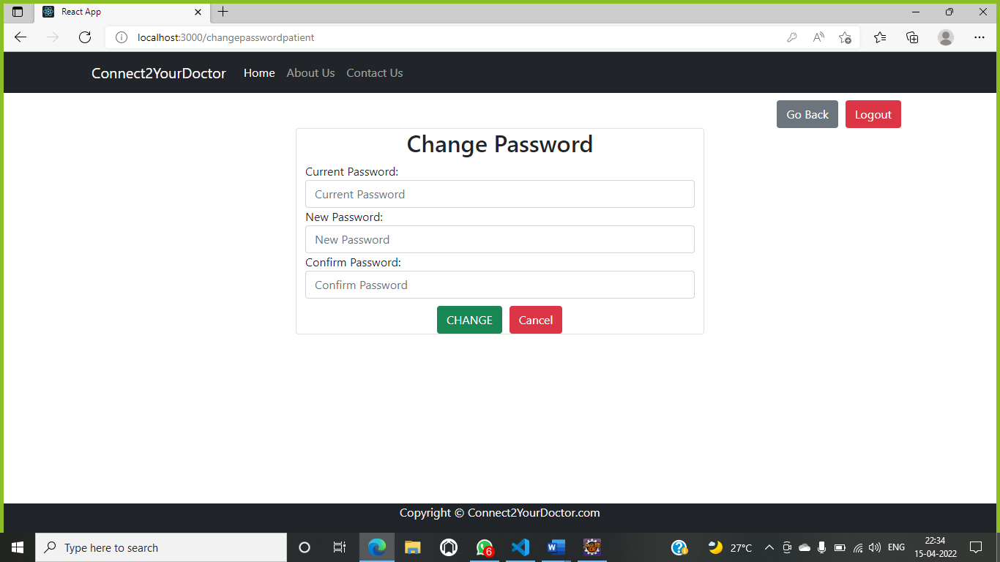 React App
localhost:3000/changepasswordpatient
Connect2YourDoctor Home About Us Contact Us
Go Back Logout
Change Password
Current Password:
Current Password
New Password:
New Password
Confirm Password:
Confirm Password
CHANGE Cancel
Copyright © Connect2YourDoctor.com
Type here to search
6
27°C
ENG
22:34
15-04-2022